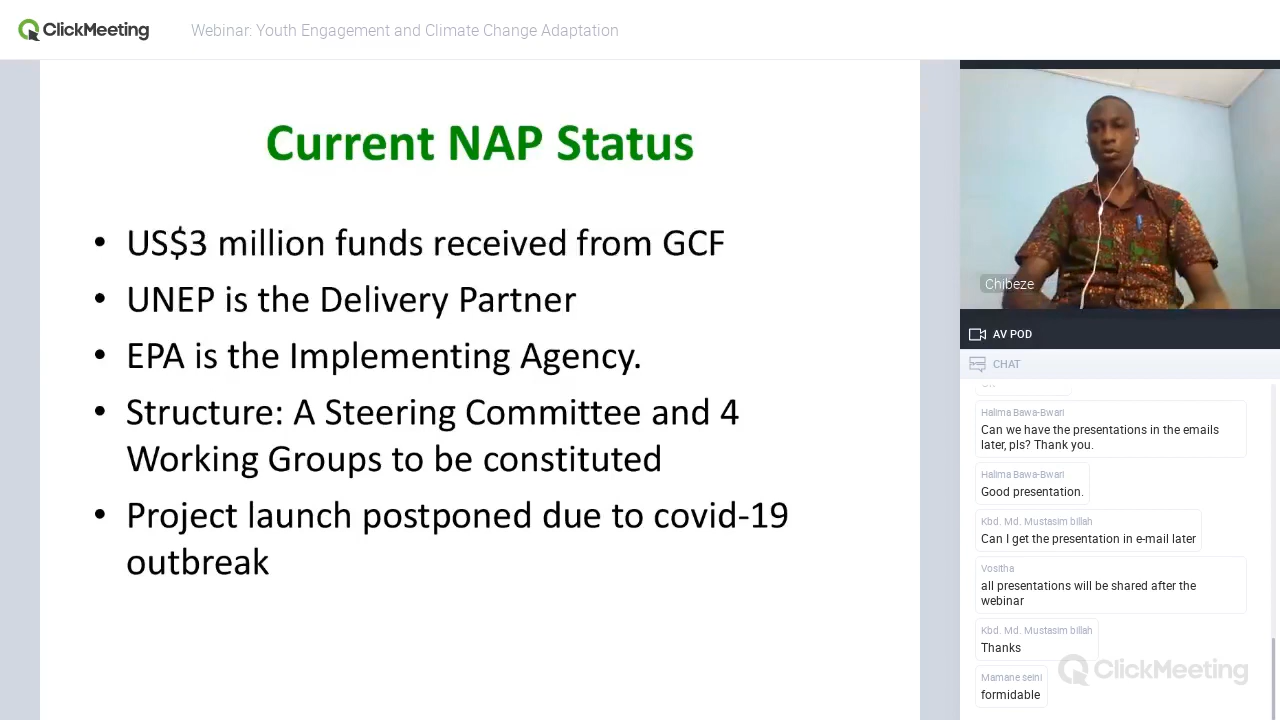 ClickMeeting
Webinar: Youth Engagement and Climate Change Adaptation
Current NAP Status
• US$3 million funds received from GCF
• UNEP is the Delivery Partner
• EPA is the Implementing Agency.
• Structure: A Steering Committee and 4
Working Groups to be constituted
• Project launch postponed due to covid-19
outbreak
Chibeze
AV POD
CHAT
Halima Bawa-Bwari
Can we have the presentations in the emails
later, pls? Thank you.
Halima Bawa-Bwari
Good presentation.
Kbd. Md. Mustasim billah
Can I get the presentation in e-mail later
Vositha
all presentations will be shared after the
webinar
Kbd. Md. Mustasim billah
Thanks
Mamane seini
formidable
ClickMeeting